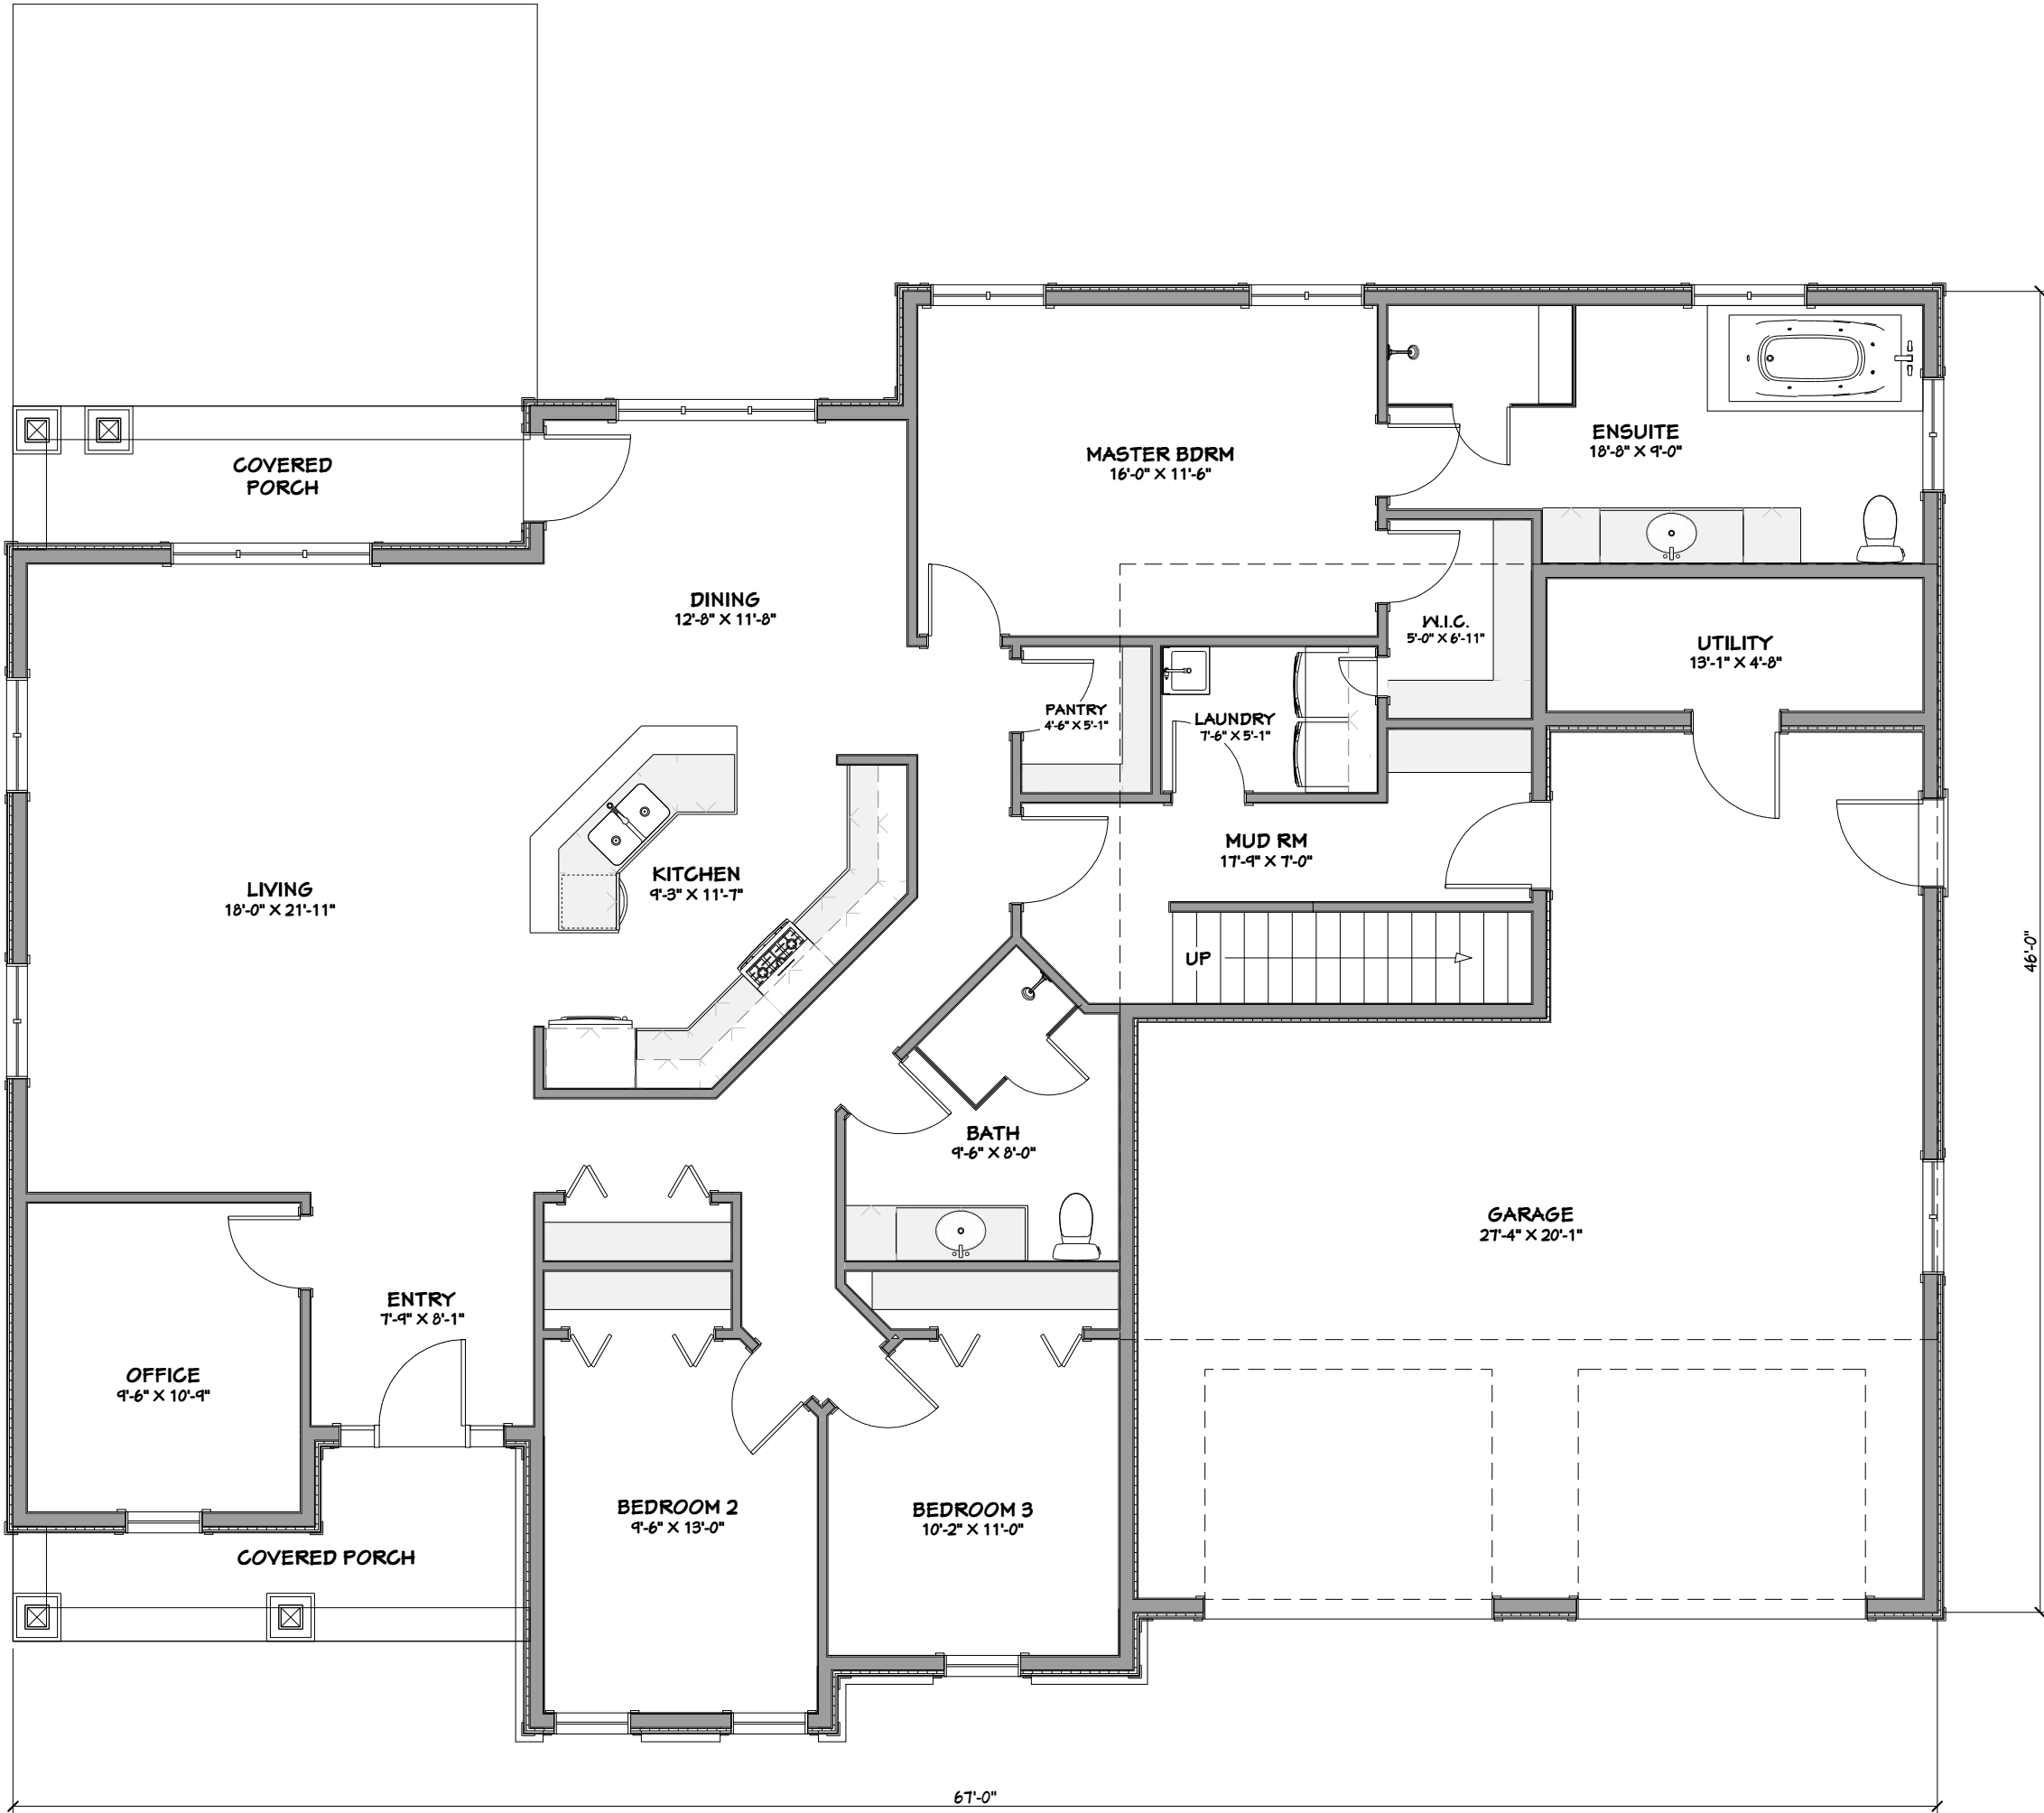 COVERED
PORCH
MASTER BDRM
16'-0" X 11'-6"
ENSUITE
18'-8" X 9'-0"
DINING
12'-8" X 11'-8"
W.I.C.
5'-0" X 6'-11"
UTILITY
13'-1" X 4'-8"
PANTRY
4'-6" X 5'-1"
LAUNDRY
7'-6" X 5'-1"
LIVING
18'-0" X 21'-11"
KITCHEN
9'-3" X 11'-7"
MUD RM
17'-9" X 7'-0"
UP
46'-0"
BATH
9'-6" X 8'-0"
GARAGE
27'-4" X 20'-1"
ENTRY
7'-9" X 8'-1"
OFFICE
9'-6" X 10'-9"
BEDROOM 2
9'-6" X 13'-0"
BEDROOM 3
10'-2" X 11'-0"
COVERED PORCH
67'-0"